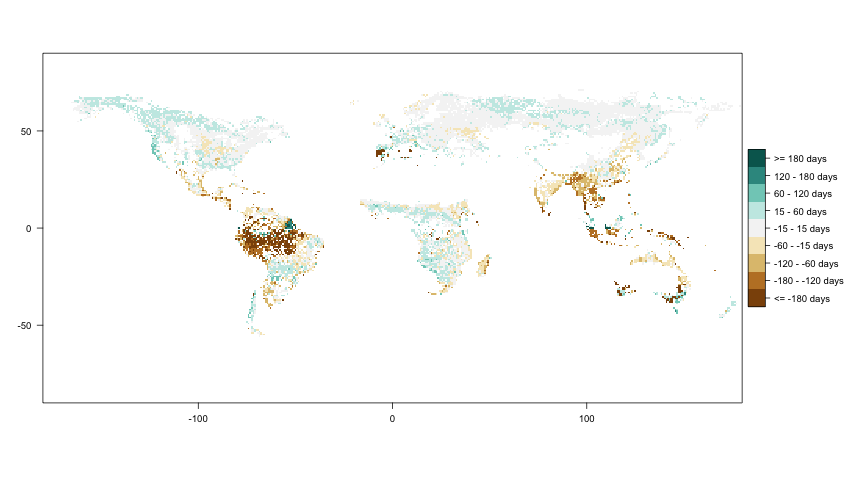 50
0
-50
-100
0
100
>= 180 days
120 - 180 days
60 - 120 days
15 - 60 days
-15 - 15 days
-60 - -15 days
-120 - -60 days
-180 - -120 days
<= -180 days